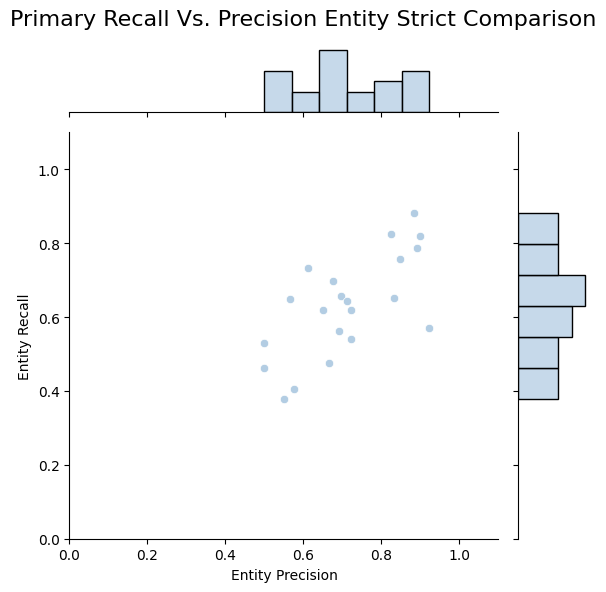 Primary Recall Vs. Precision Entity Strict Comparison
1.0
0.8
0.6
0.4
0.2
0.0
Entity Recall
0.0 0.2 0.4 0.6 0.8 1.0
Entity Precision